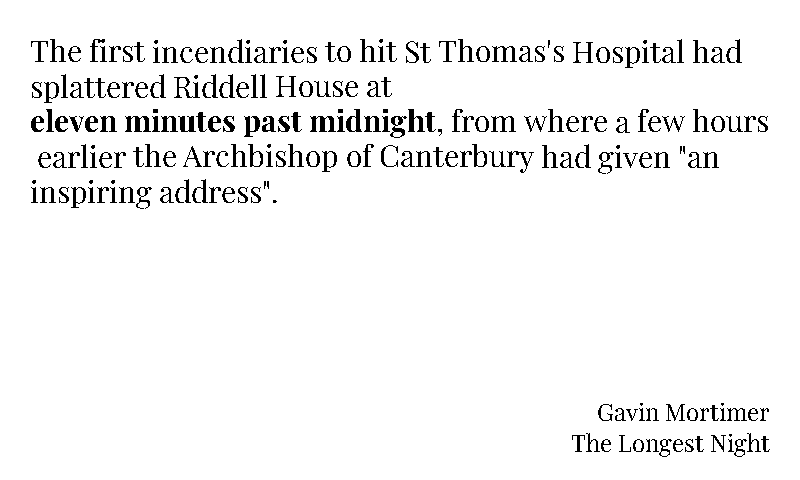 The first incendiaries to hit St Thomas's Hospital had
splattered Riddell House at
eleven minutes past midnight, from where a few hours
earlier the Archbishop of Canterbury had given "an
inspiring address".
Gavin Mortimer
The Longest Night